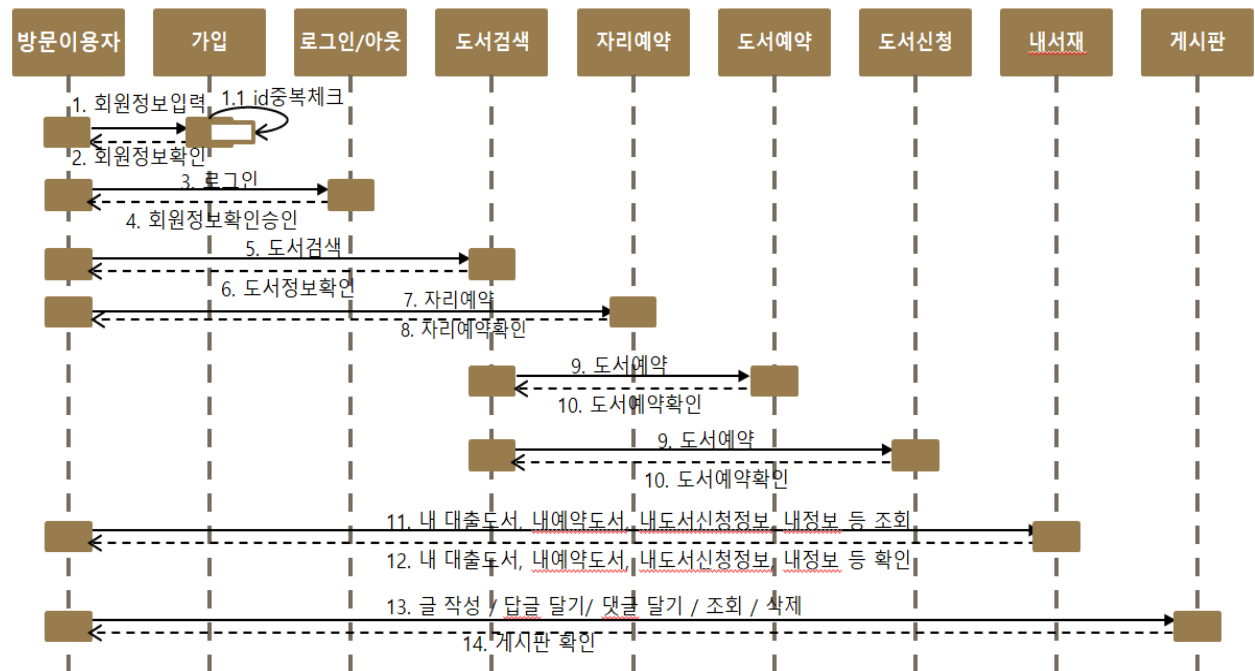 방문이용자
가입
로그인/아웃
도서검색
자리예약
도서예약
도서신청
내서재
게시판
1. 회원정보입력
1.1 id중복체크
2. 회원정보확인
3. 로그인
4. 회원정보확인승인
5. 도서검색
6. 도서정보확인
7. 자리예약
8. 자리예약확인
9. 도서예약
10. 도서예약확인
9. 도서예약
10. 도서예약확인
11. 내 대출도서, 내예약도서, 내도서신청정보, 내정보 등 조회
12. 내 대출도서, 내예약도서, 내도서신청정보, 내정보 등 확인
13. 글 작성 / 답글 달기/ 댓글 달기 / 조회 / 삭제
14. 게시판 확인